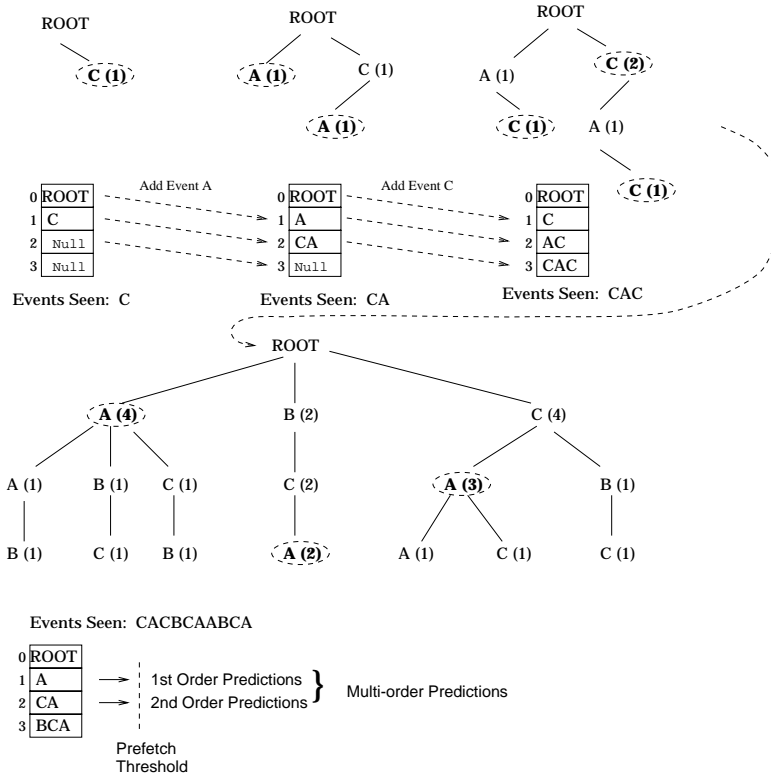 ROOT
C (1)
ROOT
A (1)
C (1)
A (1)
ROOT
A (1)
C (2)
C (1)
A (1)
C (1)
0 ROOT
1 C
2 Null
3 Null
Events Seen: C
Add Event A
0 ROOT
1 A
2 CA
3 Null
Events Seen: CA
Add Event C
0 ROOT
1 C
2 AC
3 CAC
Events Seen: CAC
ROOT
A (4)
B (2)
C (4)
A (1)
B (1)
C (1)
C (2)
A (3)
B (1)
B (1)
C (1)
B (1)
A (2)
A (1)
C (1)
C (1)
Events Seen: CACBCAABCA
0 ROOT
1 A
2 CA
3 BCA
1st Order Predictions
2nd Order Predictions
} Multi-order Predictions
Prefetch
Threshold